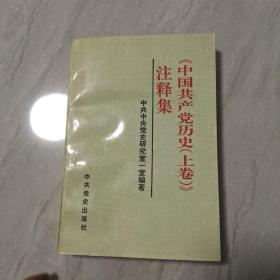 《中国共产党历史(上卷)》
注释集
中共中央党史研究室一室编著
中共党史出版社